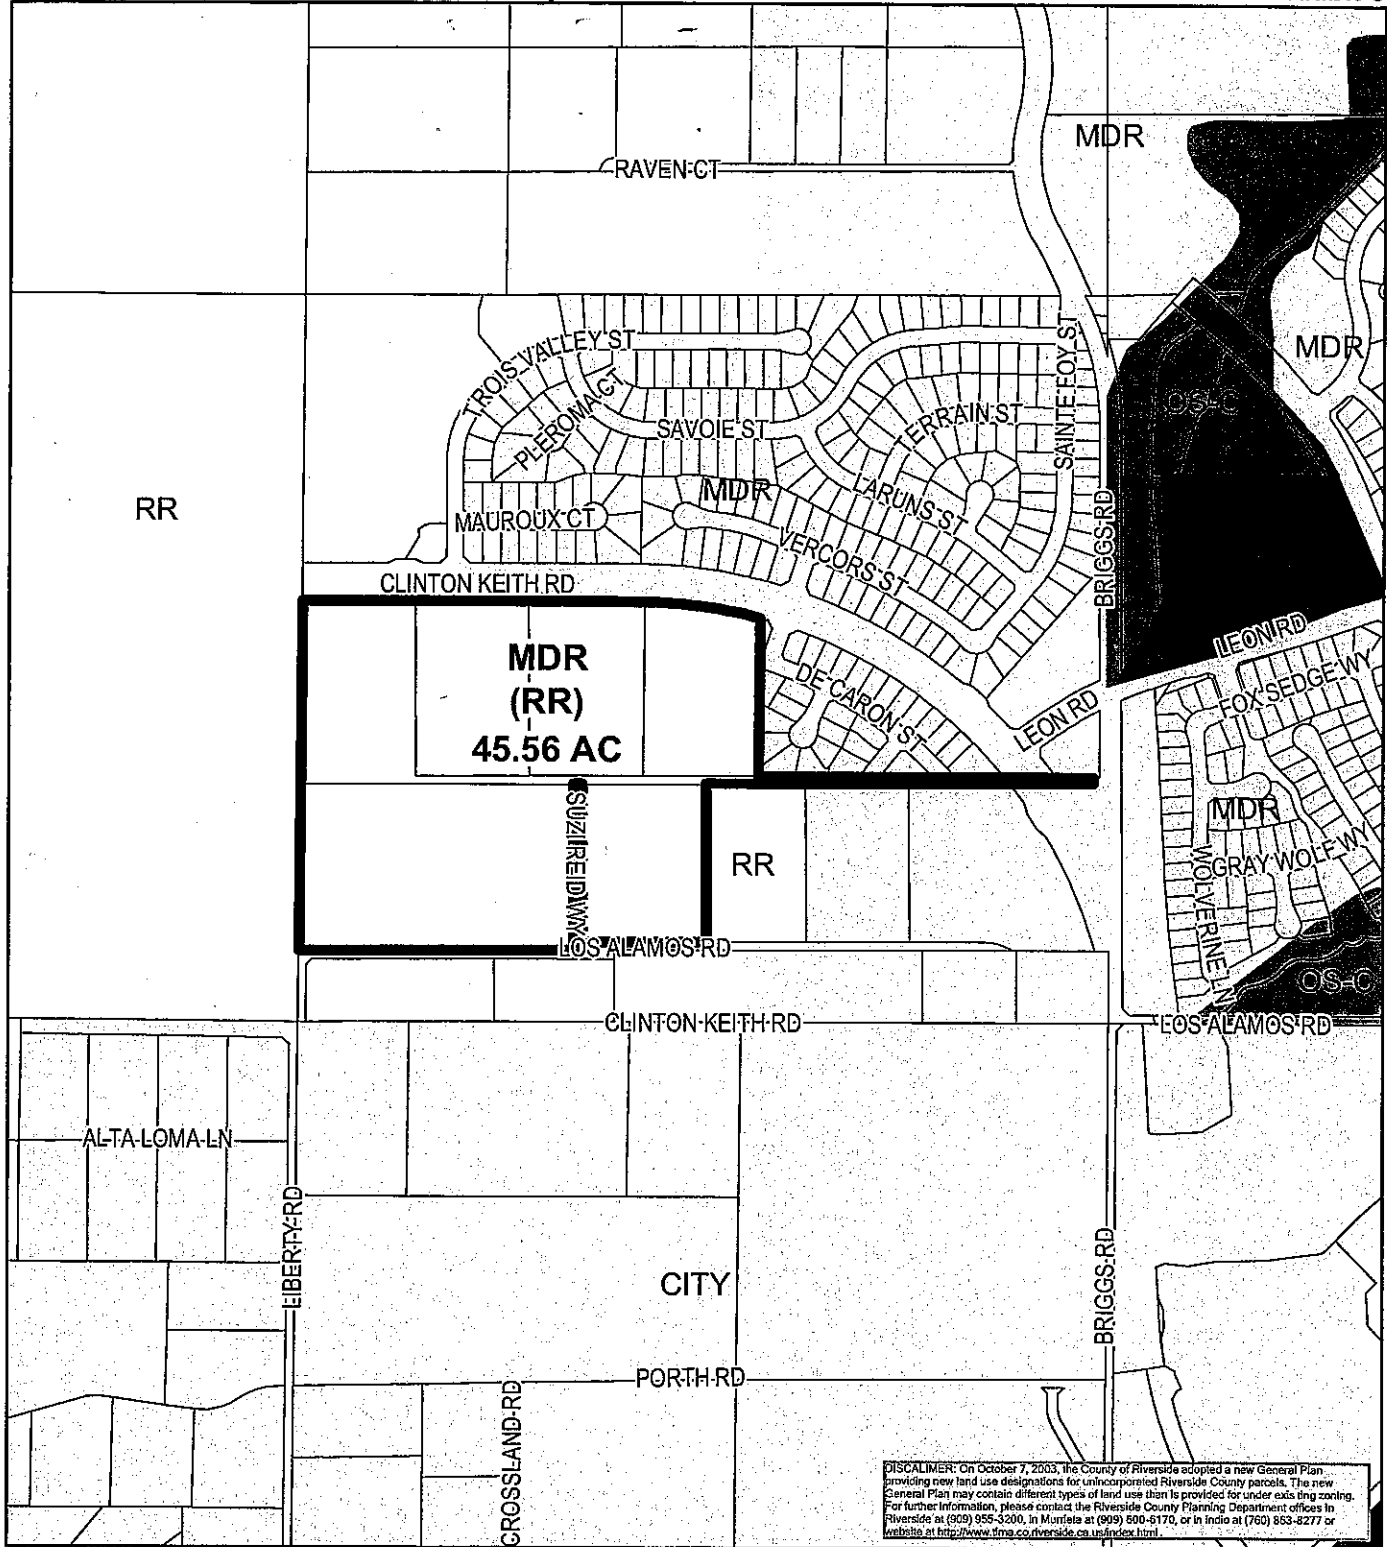 RAVEN CT
MDR
MDR
TROIS VALLEY ST
PLEROMA CT
SAVOIE ST
TERRAIN ST
SAINTE FOY ST
OS-C
RR
MDR
LARUNS ST
MAUROUX CT
VERCORS ST
BRIGGS RD
CLINTON KEITH RD
MDR
(RR)
45.56 AC
DE CARON ST
LEON RD
LEON RD
FOX SEDGE WY
SUZI REID WY
RR
MDR
GRAY WOLF WY
WOLVERINE LN
LOS ALAMOS RD
OS-C
CLINTON KEITH RD
LOS ALAMOS RD
ALTA LOMA LN
LIBERTY RD
CITY
BRIGGS RD
PORTH RD
CROSSLAND RD
DISCALIMER: On October 7, 2003, the County of Riverside adopted a new General Plan
providing new land use designations for unincorporated Riverside County parcels. The new
General Plan may contain different types of land use than is provided for under existing zoning.
For further information, please contact the Riverside County Planning Department offices in
Riverside at (909) 955-3200, in Murrieta at (909) 600-6170, or in Indio at (760) 863-8277 or
website at http://www.tlma.co.riverside.ca.us/index.html.